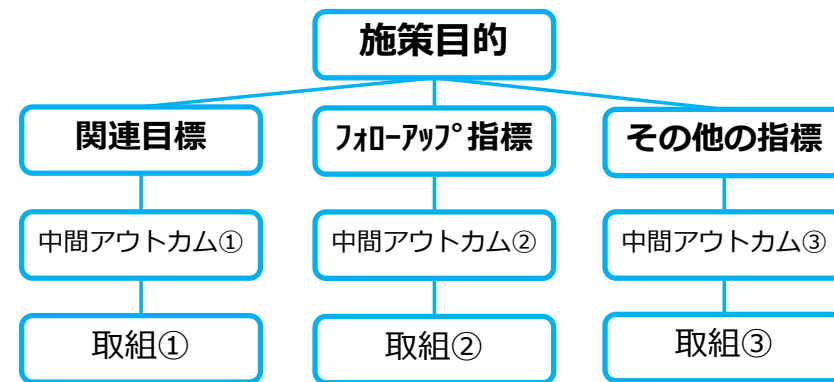 施策目的
関連目標
ﾌｫﾛｰｱｯﾌﾟ指標
その他の指標
中間アウトカム①
中間アウトカム②
中間アウトカム③
取組①
取組②
取組③